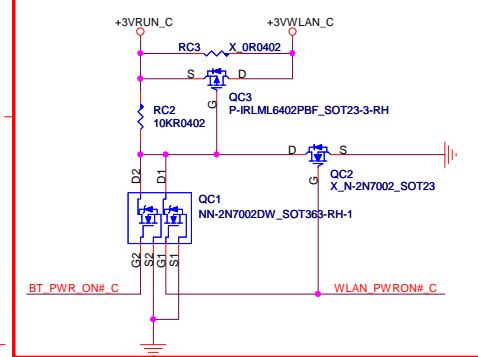 +3VRUN_C
+3VWLAN_C
RC3
X_0R0402
S
D
G
QC3
P-IRLML6402PBF_SOT23-3-RH
RC2
10KR0402
D
S
D2
D1
G
QC2
X_N-2N7002_SOT23
QC1
NN-2N7002DW_SOT363-RH-1
G2
S2
G1
S1
BT_PWR_ON#_C
WLAN_PWRON#_C